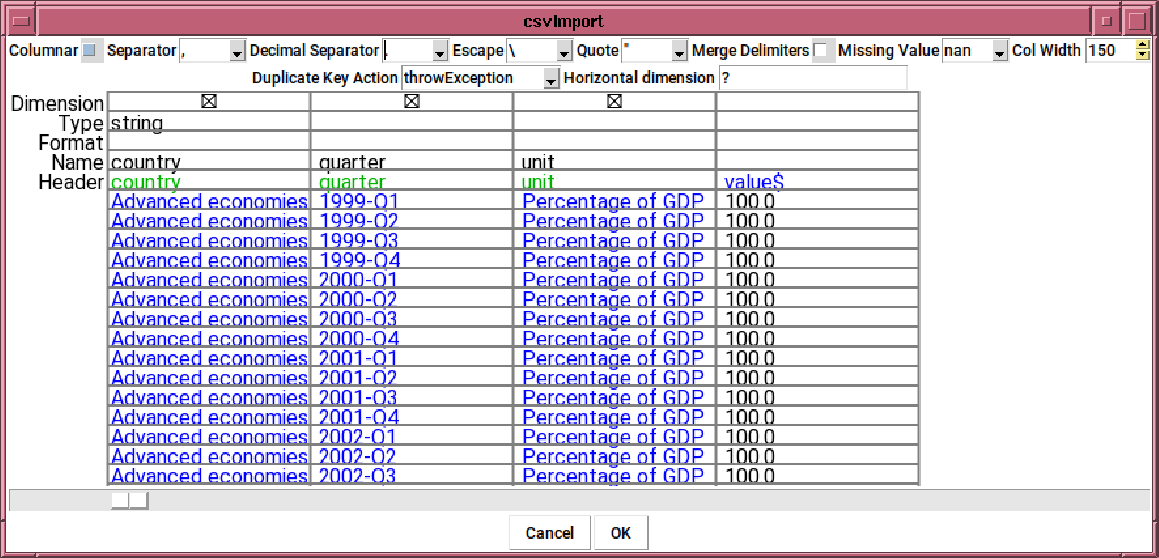 csvImport
Columnar Separator , Decimal Separator . Escape \ Quote " Merge Delimiters Missing Value nan Col Width 150
Duplicate Key Action throwException Horizontal dimension ?
Dimension
Type string
Format
Name country quarter unit
Header country quarter unit value$
Advanced economies 1999-Q1 Percentage of GDP 100.0
Advanced economies 1999-Q2 Percentage of GDP 100.0
Advanced economies 1999-Q3 Percentage of GDP 100.0
Advanced economies 1999-Q4 Percentage of GDP 100.0
Advanced economies 2000-Q1 Percentage of GDP 100.0
Advanced economies 2000-Q2 Percentage of GDP 100.0
Advanced economies 2000-Q3 Percentage of GDP 100.0
Advanced economies 2000-Q4 Percentage of GDP 100.0
Advanced economies 2001-Q1 Percentage of GDP 100.0
Advanced economies 2001-Q2 Percentage of GDP 100.0
Advanced economies 2001-Q3 Percentage of GDP 100.0
Advanced economies 2001-Q4 Percentage of GDP 100.0
Advanced economies 2002-Q1 Percentage of GDP 100.0
Advanced economies 2002-Q2 Percentage of GDP 100.0
Advanced economies 2002-Q3 Percentage of GDP 100.0
Cancel OK